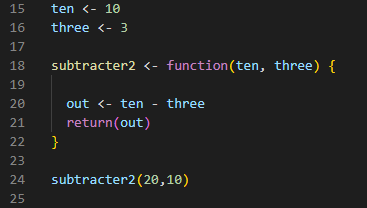 15 ten <- 10
16 three <- 3
17
18 subtracter2 <- function(ten, three) {
19
20   out <- ten - three
21   return(out)
22 }
23
24 subtracter2(20,10)
25